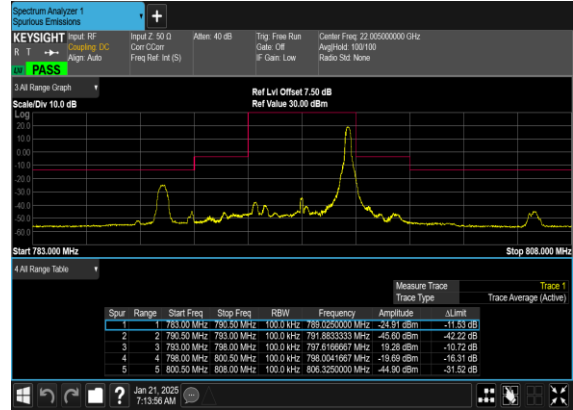 Spectrum Analyzer 1
Spurious Emissions
KEYSIGHT Input: RF Input Z: 50 Ω Atten: 40 dB Trig: Free Run Center Freq: 22.005000000 GHz
R T Coupling: DC Corr CCorr Gate: Off Avg|Hold: 100/100
Align: Auto Freq Ref: Int (S) IF Gain: Low Radio Std: None
PASS
3 All Range Graph
Ref Lvl Offset 7.50 dB
Scale/Div 10.0 dB Ref Value 30.00 dBm
Log
20.0
10.0
0.00
-10.0
-20.0
-30.0
-40.0
-50.0
-60.0
Start 783.000 MHz Stop 808.000 MHz
4 All Range Table
Measure Trace Trace 1
Trace Type Trace Average (Active)
Spur Range Start Freq Stop Freq RBW Frequency Amplitude ΔLimit
1 1 783.00 MHz 790.50 MHz 100.0 kHz 789.0250000 MHz -24.91 dBm -11.53 dB
2 2 790.50 MHz 793.00 MHz 100.0 kHz 791.8833333 MHz -45.60 dBm -42.22 dB
3 3 793.00 MHz 798.00 MHz 100.0 kHz 797.6166667 MHz 19.28 dBm -10.72 dB
4 4 798.00 MHz 800.50 MHz 100.0 kHz 798.0041667 MHz -19.69 dBm -16.31 dB
5 5 800.50 MHz 808.00 MHz 100.0 kHz 806.3250000 MHz -44.90 dBm -31.52 dB
? Jan 21, 2025
7:13:56 AM